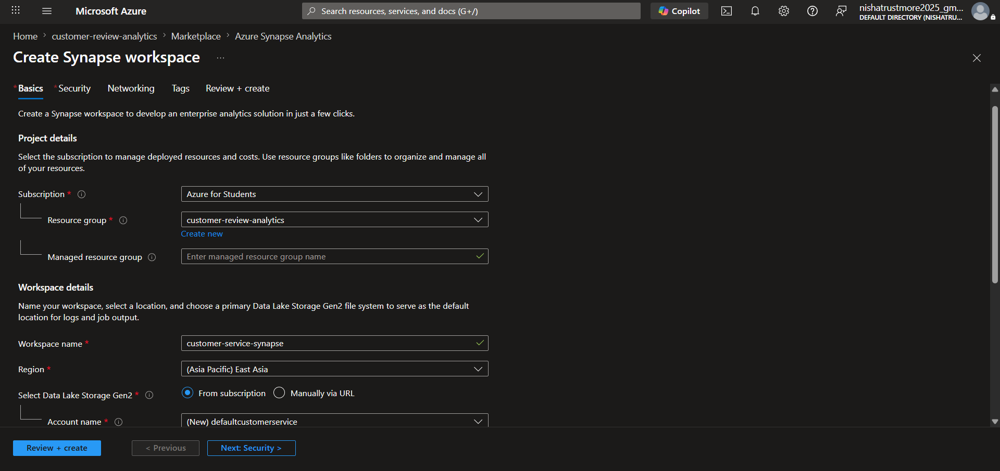 Microsoft Azure
Search resources, services, and docs (G+/)
Copilot
nishatrustmore2025_gm...
DEFAULT DIRECTORY (NISHATRU...
Home > customer-review-analytics > Marketplace > Azure Synapse Analytics
Create Synapse workspace ...
* Basics * Security Networking Tags Review + create
Create a Synapse workspace to develop an enterprise analytics solution in just a few clicks.
Project details
Select the subscription to manage deployed resources and costs. Use resource groups like folders to organize and manage all
of your resources.
Subscription * Azure for Students
Resource group * customer-review-analytics
Create new
Managed resource group Enter managed resource group name
Workspace details
Name your workspace, select a location, and choose a primary Data Lake Storage Gen2 file system to serve as the default
location for logs and job output.
Workspace name * customer-service-synapse
Region * (Asia Pacific) East Asia
Select Data Lake Storage Gen2 * From subscription Manually via URL
Account name * (New) defaultcustomerservice
Review + create < Previous Next: Security >